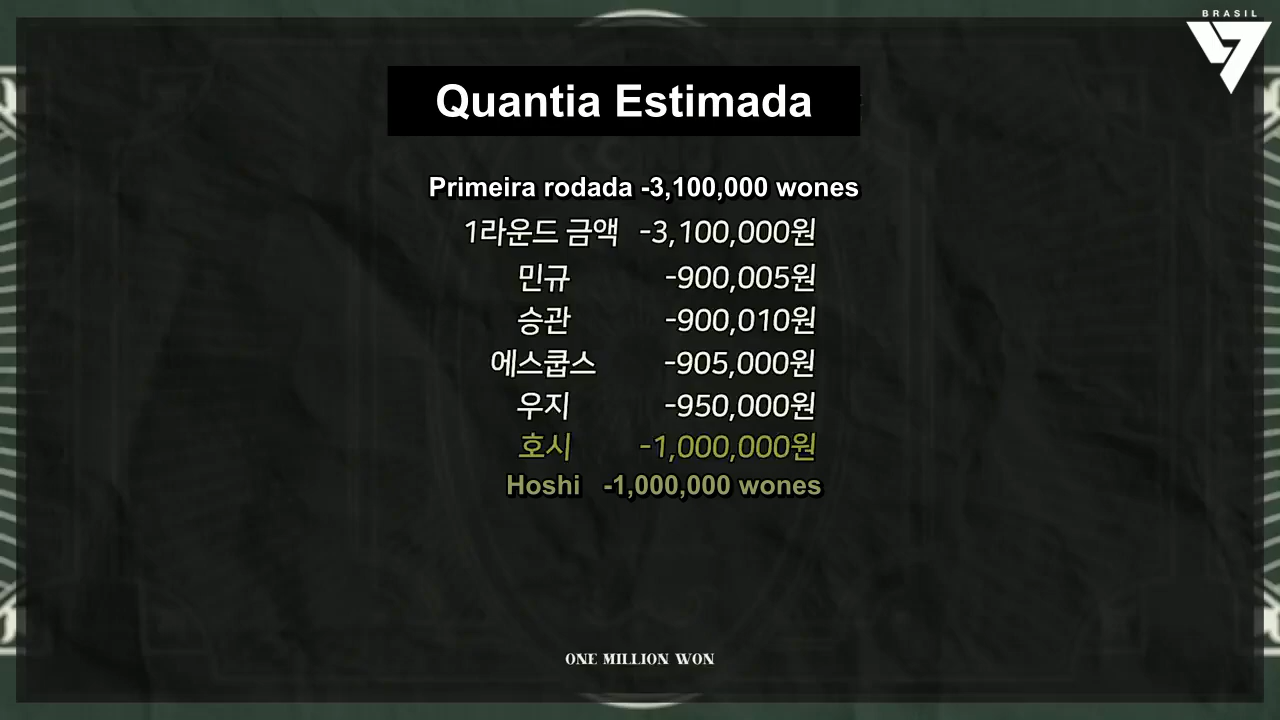 BRASIL
Quantia Estimada
Primeira rodada -3,100,000 wones
1라운드 금액 -3,100,000원
민규 -900,005원
승관 -900,010원
에스쿱스 -905,000원
우지 -950,000원
호시 -1,000,000원
Hoshi -1,000,000 wones
ONE MILLION WON